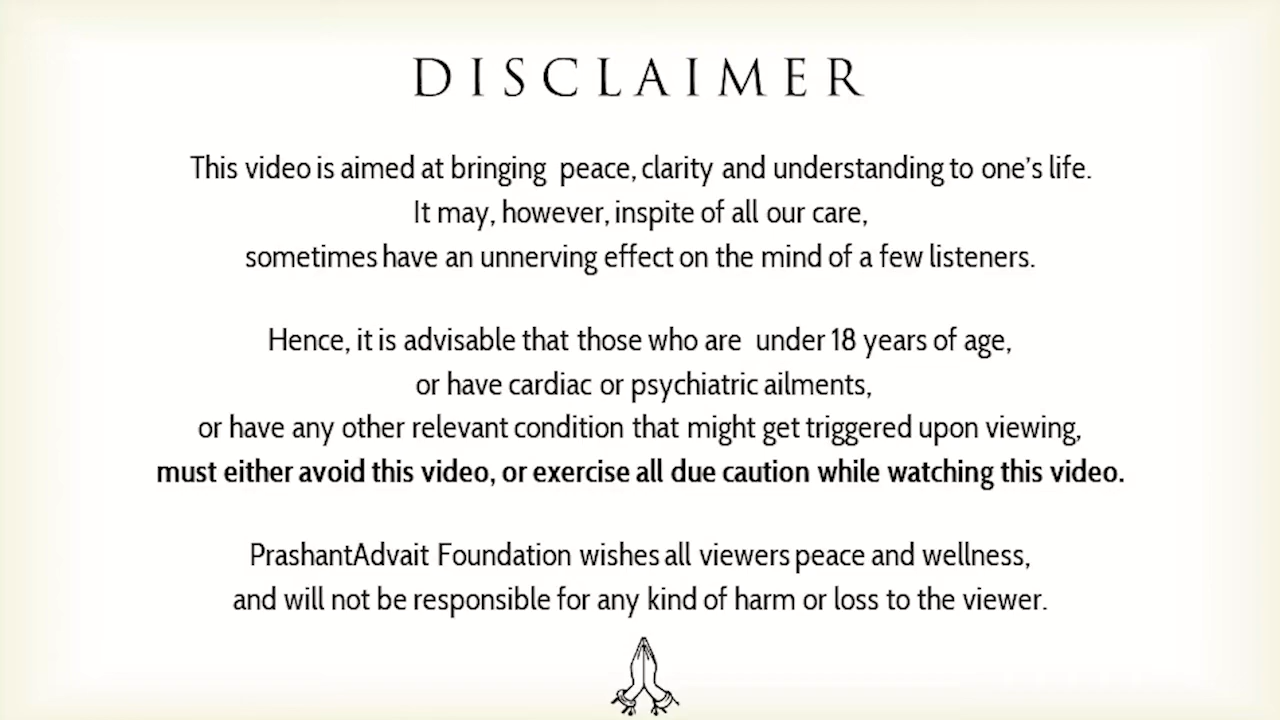 DISCLAIMER
This video is aimed at bringing peace, clarity and understanding to one's life.
It may, however, inspite of all our care,
sometimes have an unnerving effect on the mind of a few listeners.
Hence, it is advisable that those who are under 18 years of age,
or have cardiac or psychiatric ailments,
or have any other relevant condition that might get triggered upon viewing,
must either avoid this video, or exercise all due caution while watching this video.
PrashantAdvait Foundation wishes all viewers peace and wellness,
and will not be responsible for any kind of harm or loss to the viewer.